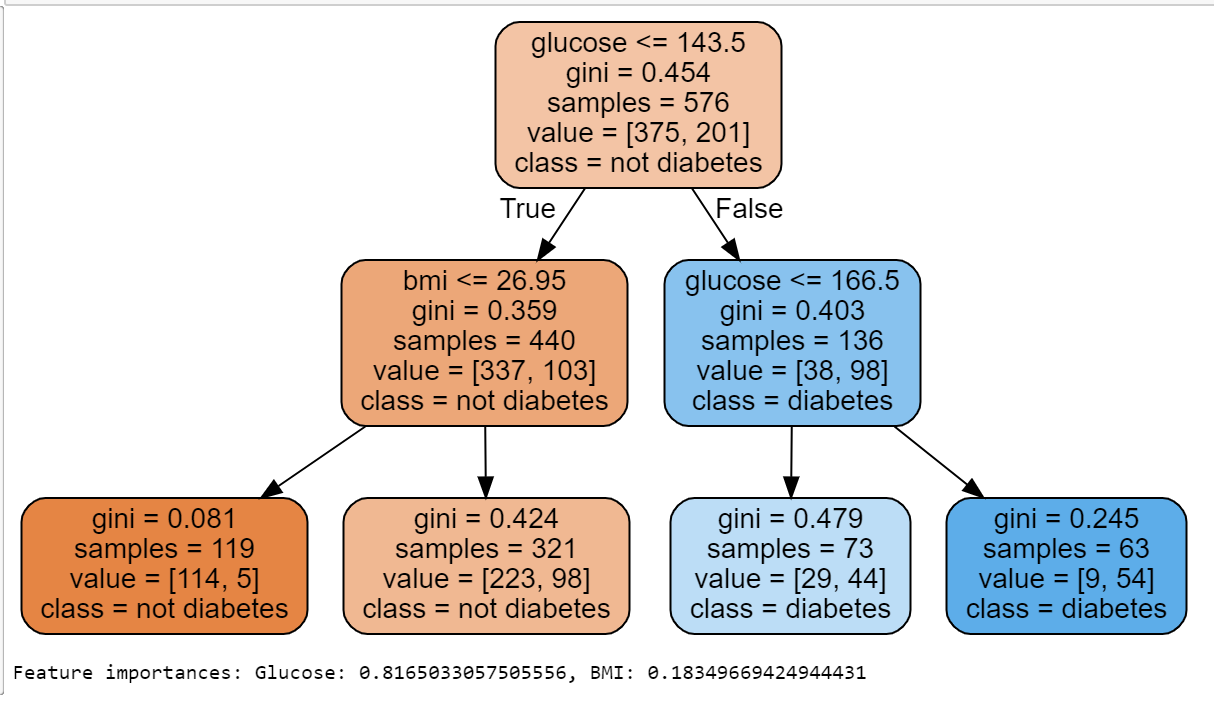 glucose <= 143.5
gini = 0.454
samples = 576
value = [375, 201]
class = not diabetes
True
False
bmi <= 26.95
gini = 0.359
samples = 440
value = [337, 103]
class = not diabetes
glucose <= 166.5
gini = 0.403
samples = 136
value = [38, 98]
class = diabetes
gini = 0.081
samples = 119
value = [114, 5]
class = not diabetes
gini = 0.424
samples = 321
value = [223, 98]
class = not diabetes
gini = 0.479
samples = 73
value = [29, 44]
class = diabetes
gini = 0.245
samples = 63
value = [9, 54]
class = diabetes
Feature importances: Glucose: 0.8165033057505556, BMI: 0.18349669424944431